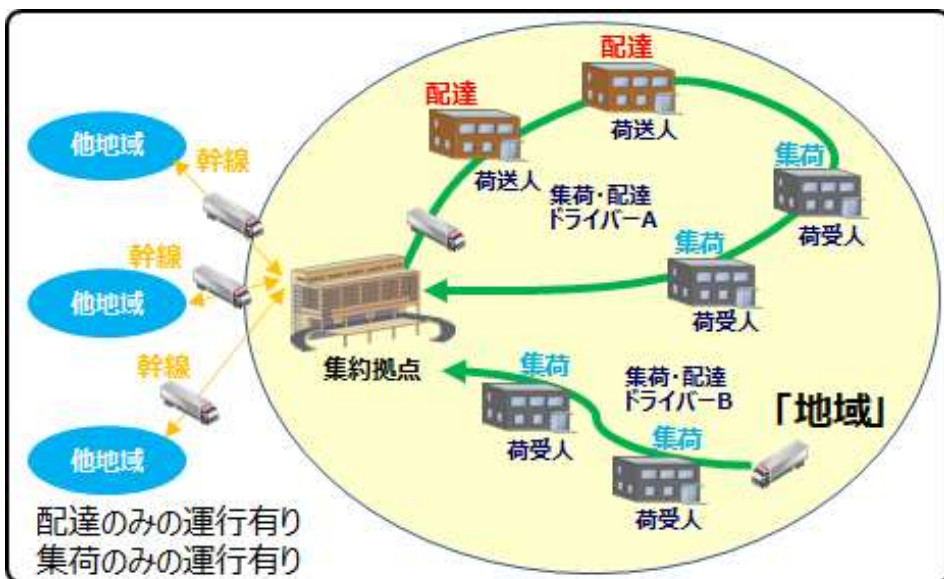 配達
配達
荷送人
荷送人
他地域
幹線
集荷・配達
ドライバーA
集荷
荷受人
集荷
荷受人
幹線
他地域
集約拠点
幹線
集荷
荷受人
集荷・配達
ドライバーB
「地域」
集荷
荷受人
他地域
配達のみの運行有り
集荷のみの運行有り